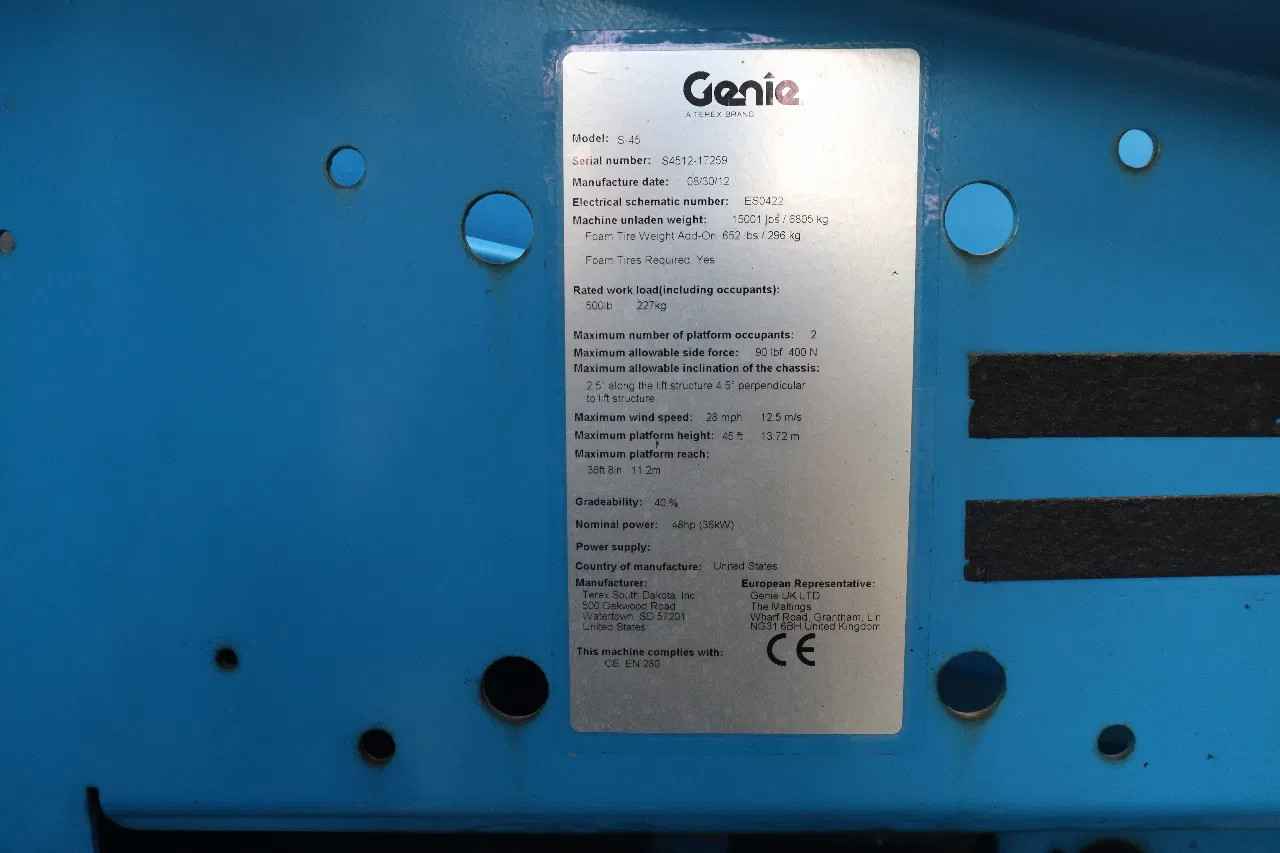 Genie
A TEREX BRAND
Model: S-45
Serial number: S4512-17259
Manufacture date: 08/30/12
Electrical schematic number: ES0422
Machine unladen weight: 15001 lbs / 6805 kg
Foam Tire Weight Add-On 652 lbs / 296 kg
Foam Tires Required Yes
Rated work load(including occupants):
500lb 227kg
Maximum number of platform occupants: 2
Maximum allowable side force: 90 lbf 400 N
Maximum allowable inclination of the chassis:
2.5° along the lift structure 4.5° perpendicular
to lift structure
Maximum wind speed: 28 mph 12.5 m/s
Maximum platform height: 45 ft 13.72 m
Maximum platform reach:
36ft 8in 11.2m
Gradeability: 40 %
Nominal power: 48hp (36kW)
Power supply:
Country of manufacture: United States
Manufacturer:
Terex South Dakota, Inc
500 Oakwood Road
Watertown, SD 57201
United States
European Representative:
Genie UK LTD
The Maltings
Wharf Road, Grantham, Lin
NG31 6BH United Kingdom
This machine complies with:
CE EN 280
CE